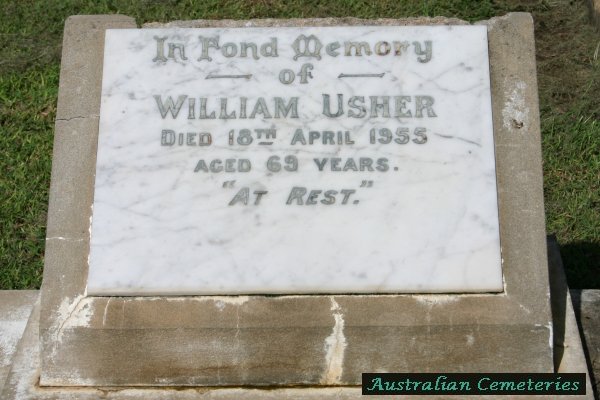 In Fond Memory
of
WILLIAM USHER
DIED 18TH APRIL 1955
AGED 69 YEARS.
"AT REST."
Australian Cemeteries